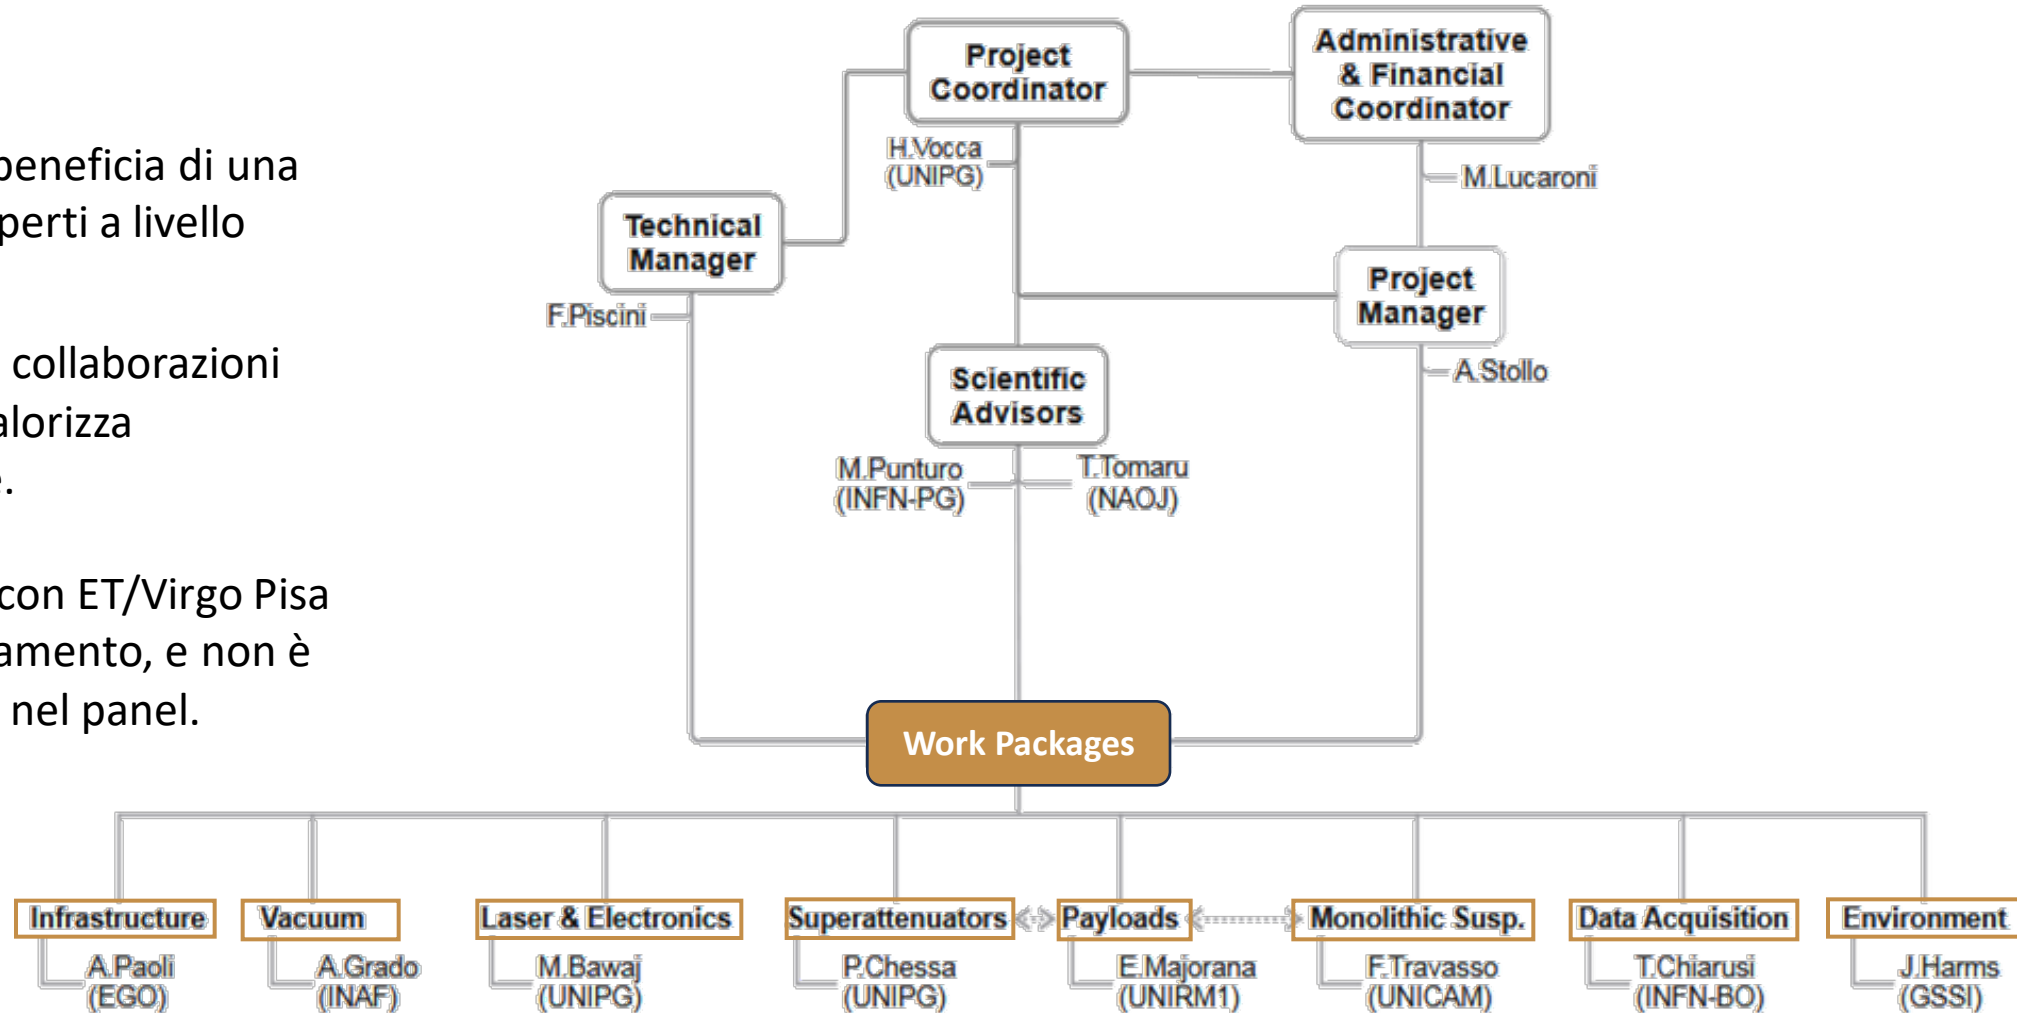 beneficia di una
perti a livello
collaborazioni
alorizza
e.
con ET/Virgo Pisa
amento, e non è
nel panel.
Project
Coordinator
Administrative
& Financial
Coordinator
H.Vocca
(UNIPG)
M.Lucaroni
Technical
Manager
F.Piscini
Project
Manager
A.Stollo
Scientific
Advisors
M.Punturo
(INFN-PG)
T.Tomaru
(NAOJ)
Work Packages
Infrastructure
A.Paoli
(EGO)
Vacuum
A.Grado
(INAF)
Laser & Electronics
M.Bawaj
(UNIPG)
Superattenuators
P.Chessa
(UNIPG)
Payloads
E.Majorana
(UNIRM1)
Monolithic Susp.
F.Travasso
(UNICAM)
Data Acquisition
T.Chiarusi
(INFN-BO)
Environment
J.Harms
(GSSI)